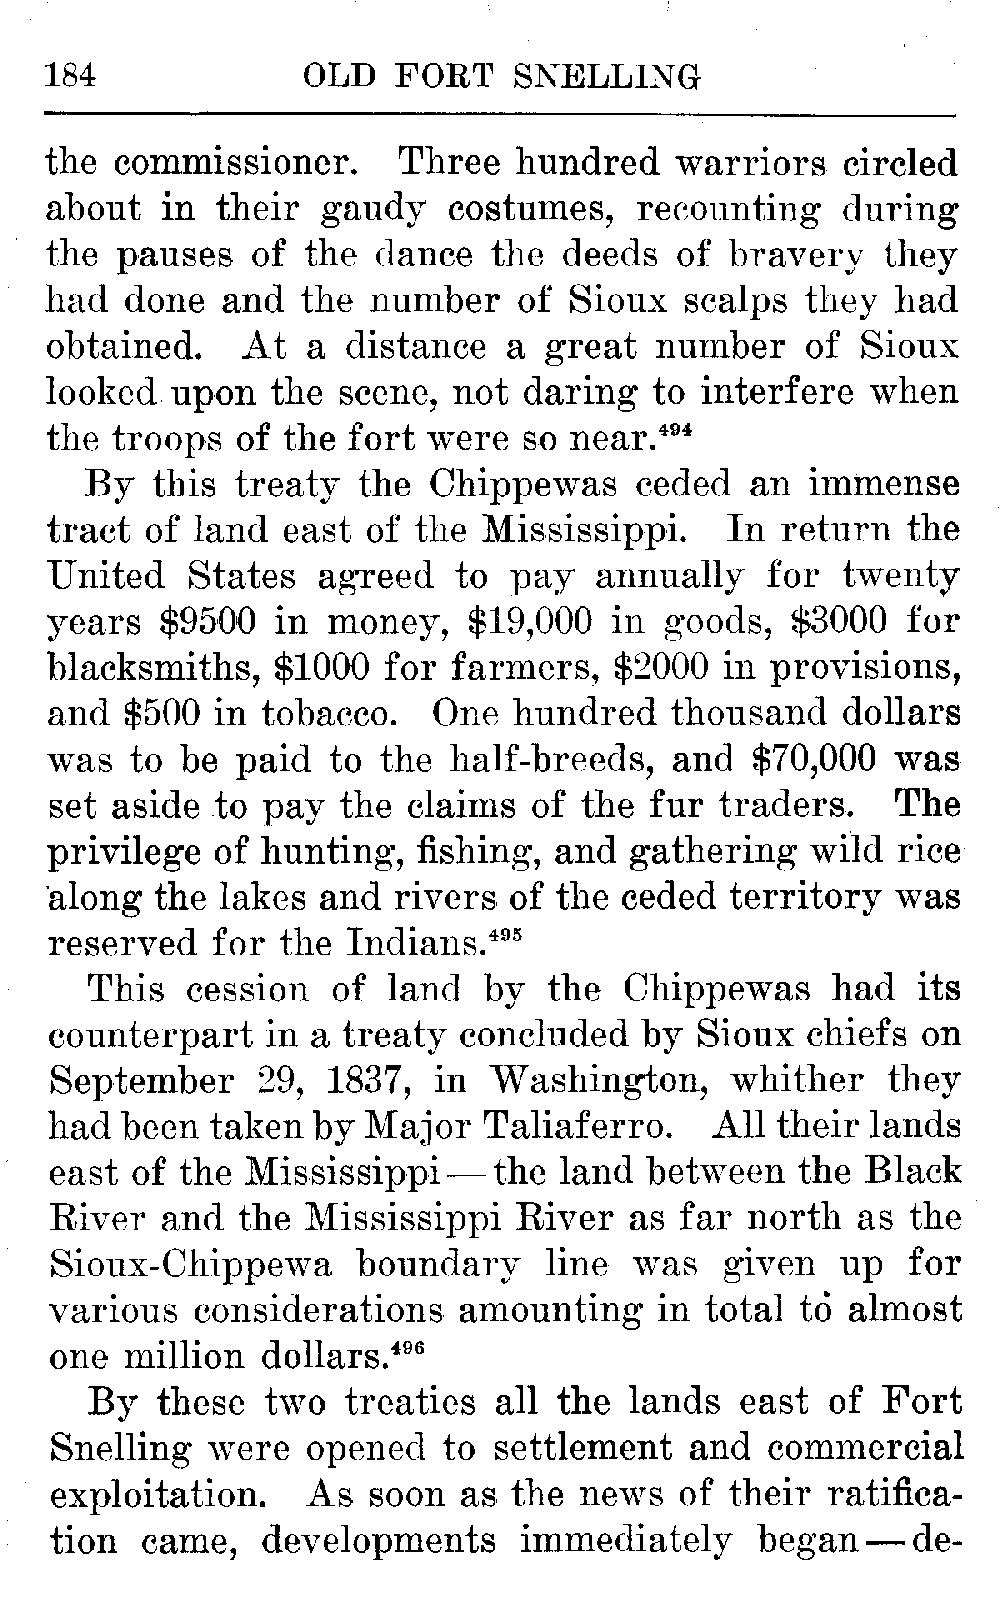 184 OLD FORT SNELLING
the commissioner. Three hundred warriors circled
about in their gaudy costumes, recounting during
the pauses of the dance the deeds of bravery they
had done and the number of Sioux scalps they had
obtained. At a distance a great number of Sioux
looked upon the scene, not daring to interfere when
the troops of the fort were so near.⁴⁹⁴
By this treaty the Chippewas ceded an immense
tract of land east of the Mississippi. In return the
United States agreed to pay annually for twenty
years $9500 in money, $19,000 in goods, $3000 for
blacksmiths, $1000 for farmers, $2000 in provisions,
and $500 in tobacco. One hundred thousand dollars
was to be paid to the half-breeds, and $70,000 was
set aside to pay the claims of the fur traders. The
privilege of hunting, fishing, and gathering wild rice
along the lakes and rivers of the ceded territory was
reserved for the Indians.⁴⁹⁵
This cession of land by the Chippewas had its
counterpart in a treaty concluded by Sioux chiefs on
September 29, 1837, in Washington, whither they
had been taken by Major Taliaferro. All their lands
east of the Mississippi — the land between the Black
River and the Mississippi River as far north as the
Sioux-Chippewa boundary line was given up for
various considerations amounting in total to almost
one million dollars.⁴⁹⁶
By these two treaties all the lands east of Fort
Snelling were opened to settlement and commercial
exploitation. As soon as the news of their ratifica-
tion came, developments immediately began — de-